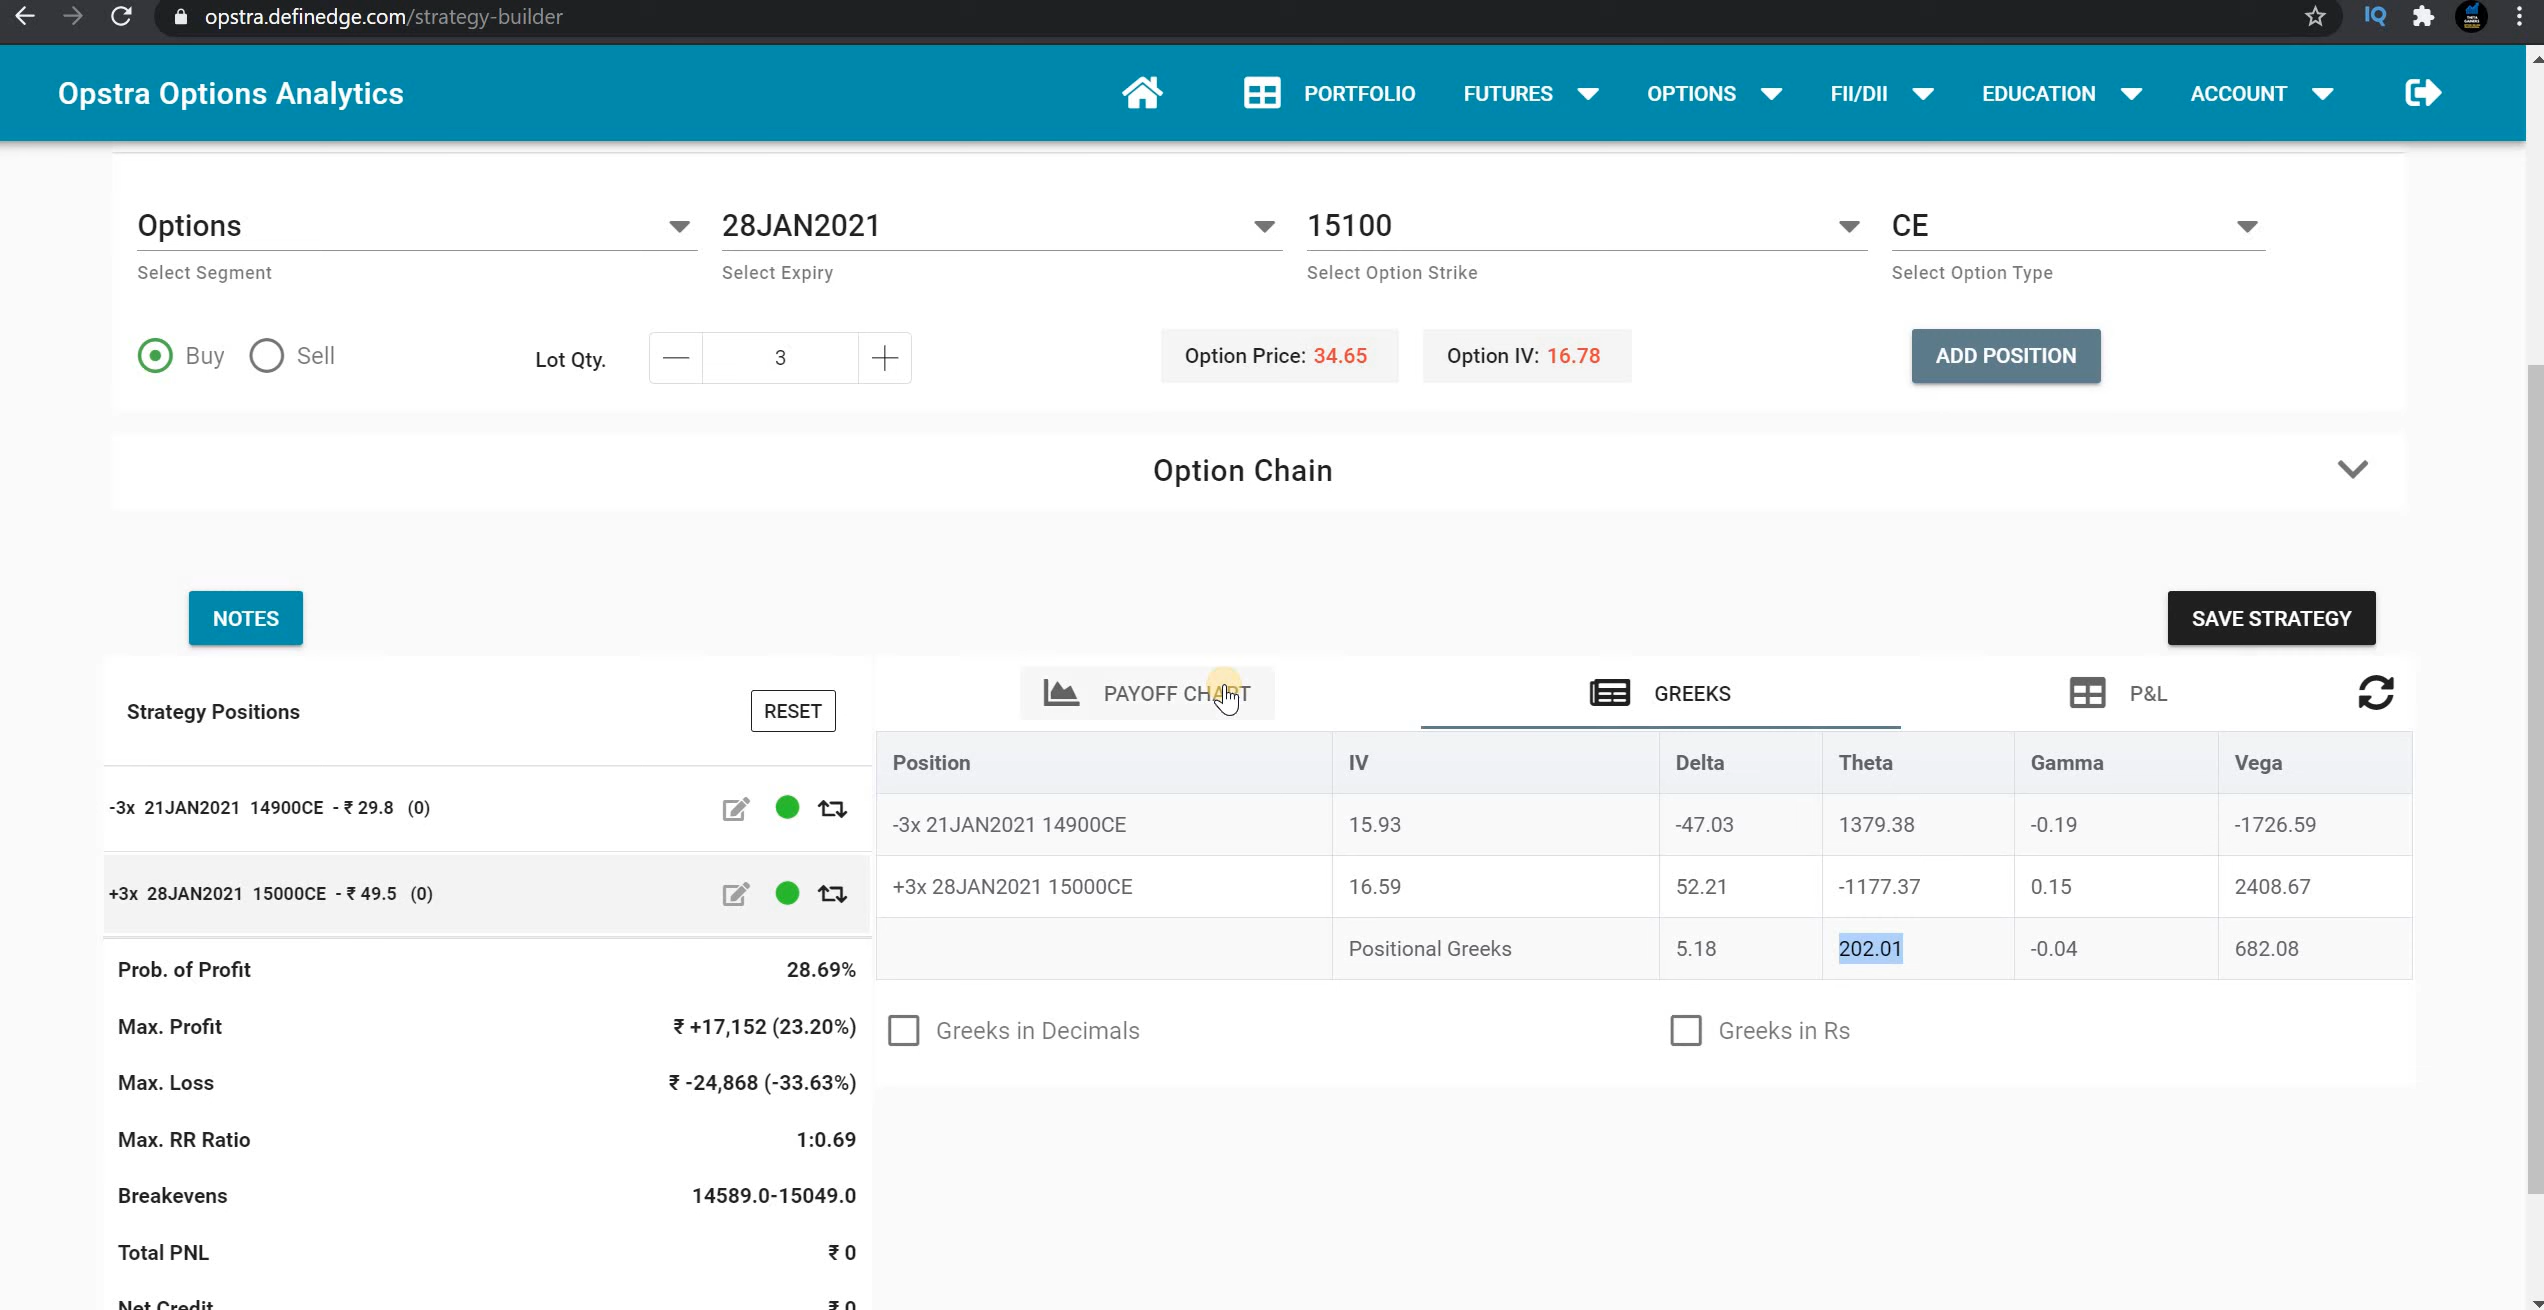 opstra.definedge.com/strategy-builder
IQ
Opstra Options Analytics
PORTFOLIO FUTURES OPTIONS FII/DII EDUCATION ACCOUNT
Options 28JAN2021 15100 CE
Select Segment Select Expiry Select Option Strike Select Option Type
Buy Sell Lot Qty. 3 Option Price: 34.65 Option IV: 16.78 ADD POSITION
Option Chain
NOTES SAVE STRATEGY
Strategy Positions RESET
PAYOFF CHART GREEKS P&L
Position IV Delta Theta Gamma Vega
-3x 21JAN2021 14900CE - ₹ 29.8 (0)
-3x 21JAN2021 14900CE 15.93 -47.03 1379.38 -0.19 -1726.59
+3x 28JAN2021 15000CE - ₹ 49.5 (0)
+3x 28JAN2021 15000CE 16.59 52.21 -1177.37 0.15 2408.67
Positional Greeks 5.18 202.01 -0.04 682.08
Prob. of Profit 28.69%
Max. Profit ₹ +17,152 (23.20%)
Greeks in Decimals Greeks in Rs
Max. Loss ₹ -24,868 (-33.63%)
Max. RR Ratio 1:0.69
Breakevens 14589.0-15049.0
Total PNL ₹ 0
Net Credit ₹ 0